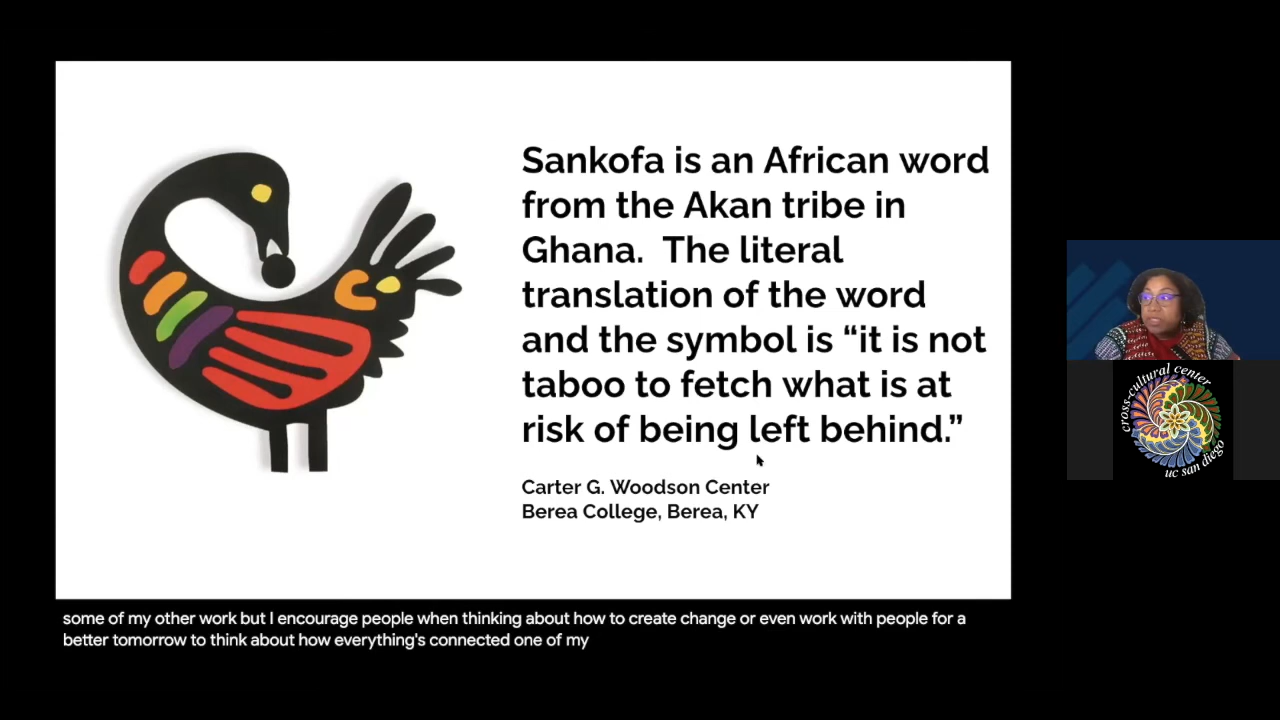 Sankofa is an African word
from the Akan tribe in
Ghana.  The literal
translation of the word
and the symbol is “it is not
taboo to fetch what is at
risk of being left behind.”
Carter G. Woodson Center
Berea College, Berea, KY
cross-cultural center
uc san diego
some of my other work but I encourage people when thinking about how to create change or even work with people for a
better tomorrow to think about how everything's connected one of my